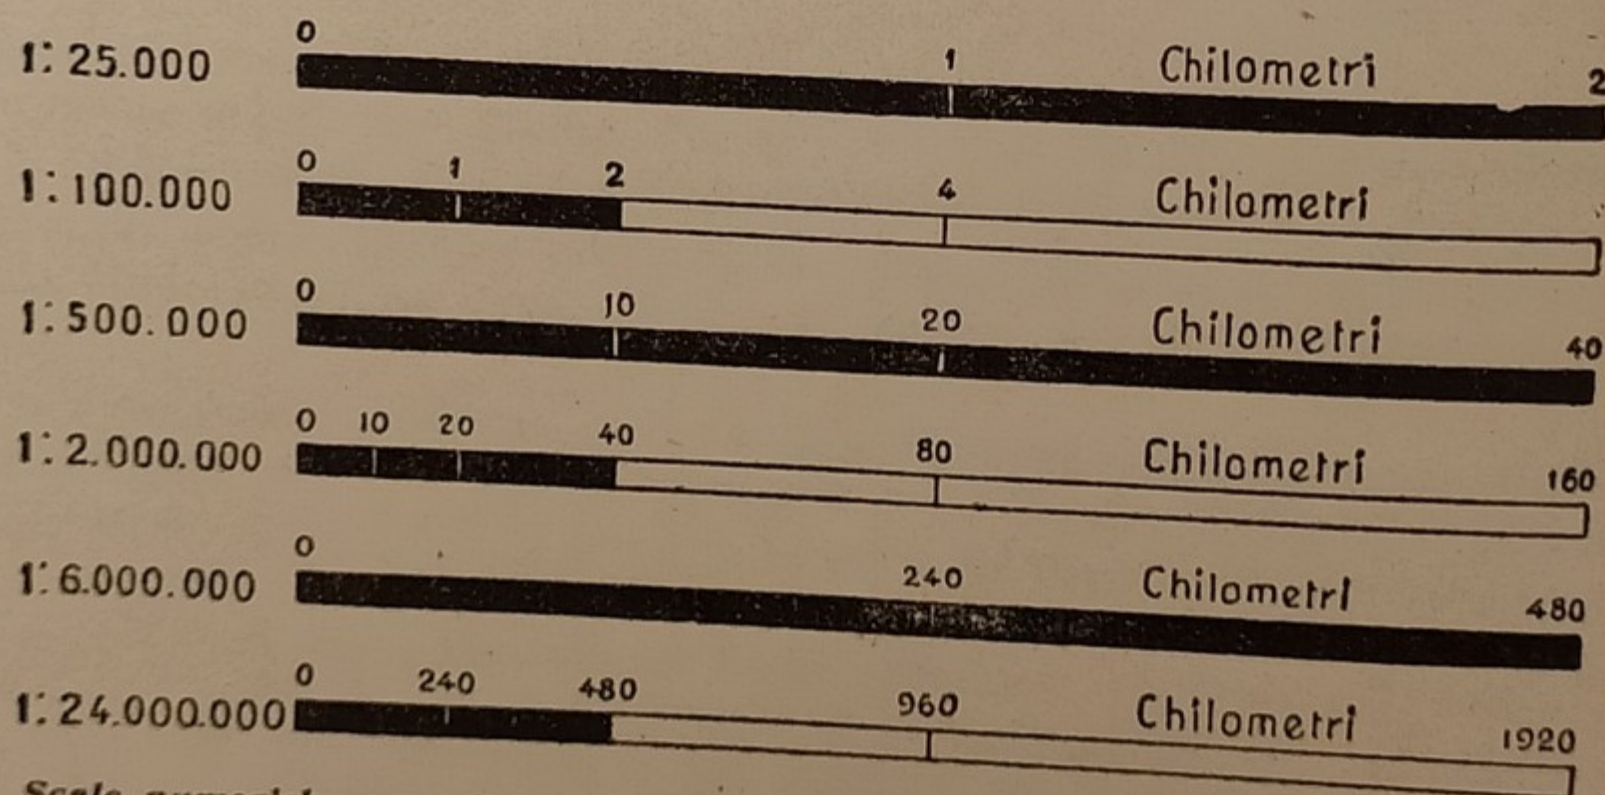 0 1 Chilometri 2
1:25.000
0 1 2 4 Chilometri
1:100.000
0 10 20 Chilometri 40
1:500.000
0 10 20 40 80 Chilometri 160
1:2.000.000
0 240 Chilometri 480
1:6.000.000
0 240 480 960 Chilometri 1920
1:24.000.000
Scale